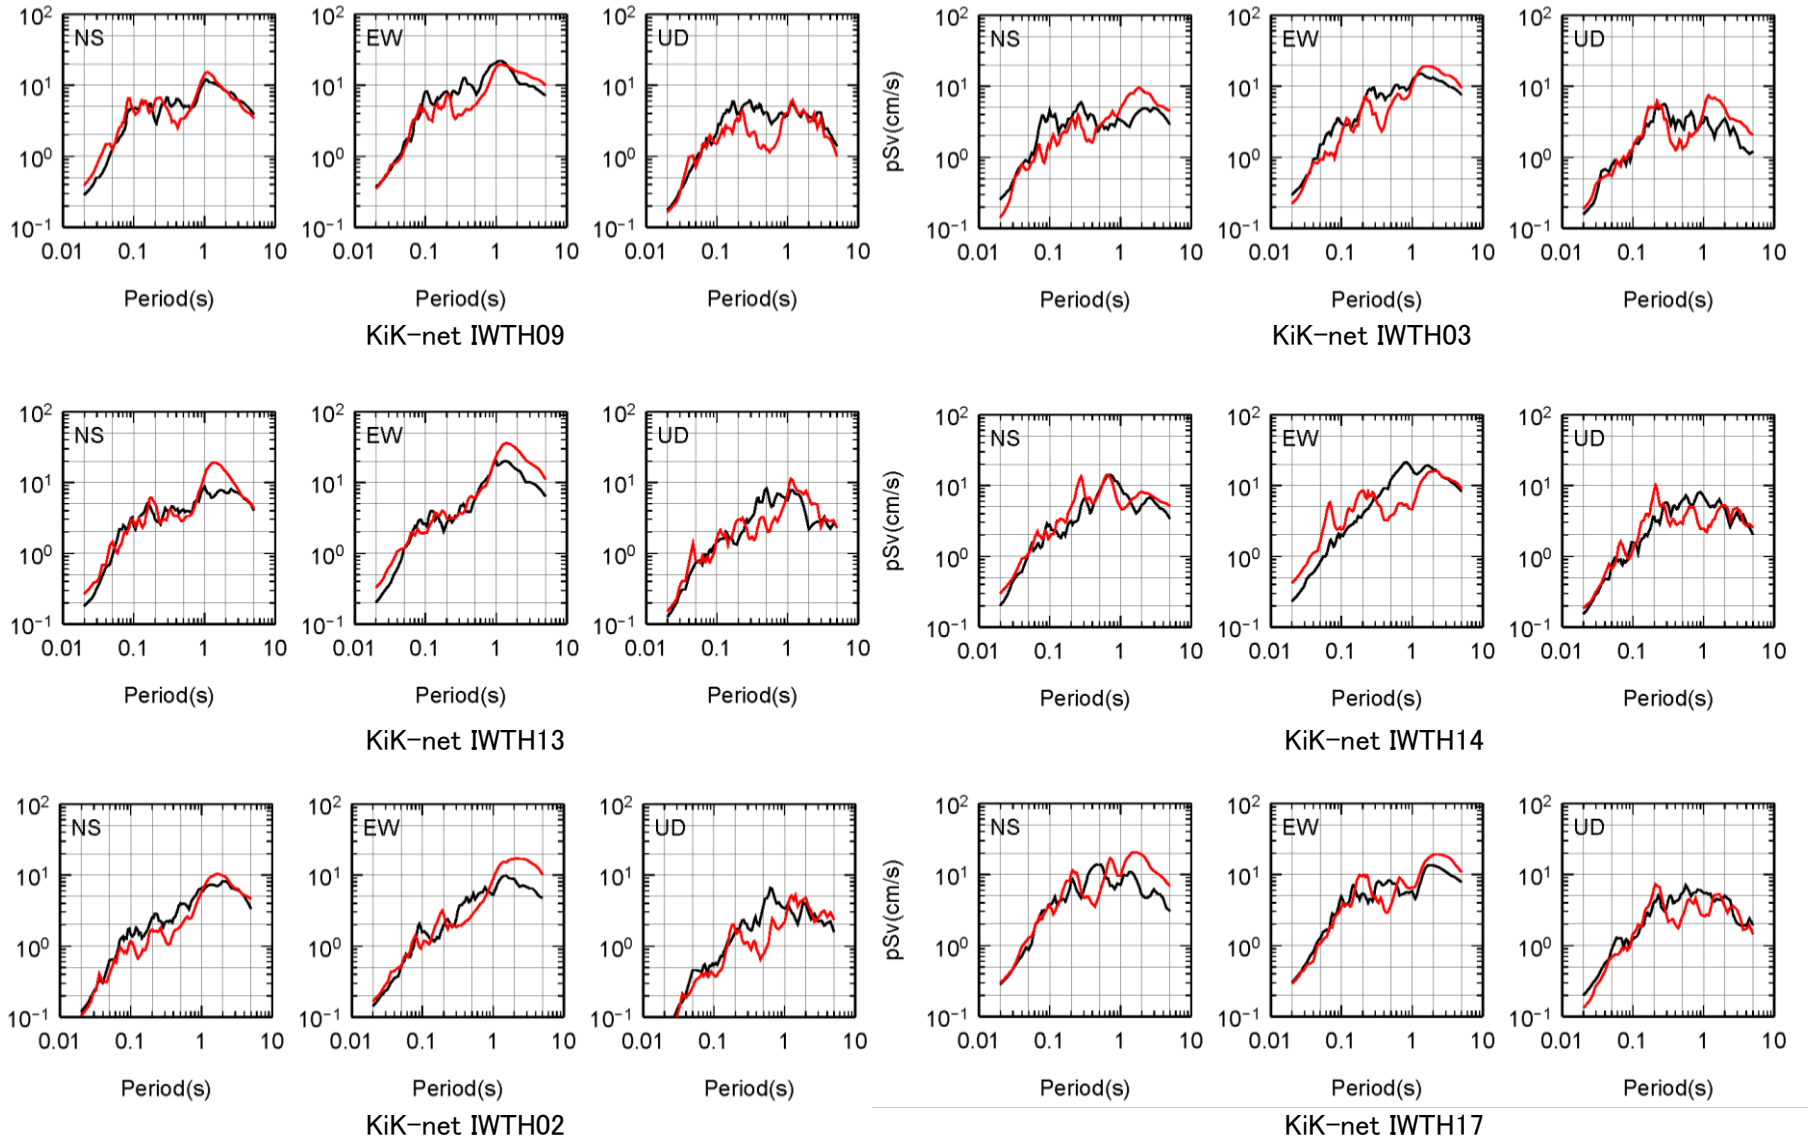 NS
10²
10¹
10⁰
10⁻¹
0.01 0.1 1 10
Period(s)
EW
10²
10¹
10⁰
10⁻¹
0.01 0.1 1 10
Period(s)
UD
10²
10¹
10⁰
10⁻¹
0.01 0.1 1 10
Period(s)
KiK-net IWTH09
pSv(cm/s)
NS
10²
10¹
10⁰
10⁻¹
0.01 0.1 1 10
Period(s)
EW
10²
10¹
10⁰
10⁻¹
0.01 0.1 1 10
Period(s)
UD
10²
10¹
10⁰
10⁻¹
0.01 0.1 1 10
Period(s)
KiK-net IWTH03
NS
10²
10¹
10⁰
10⁻¹
0.01 0.1 1 10
Period(s)
EW
10²
10¹
10⁰
10⁻¹
0.01 0.1 1 10
Period(s)
UD
10²
10¹
10⁰
10⁻¹
0.01 0.1 1 10
Period(s)
KiK-net IWTH13
pSv(cm/s)
NS
10²
10¹
10⁰
10⁻¹
0.01 0.1 1 10
Period(s)
EW
10²
10¹
10⁰
10⁻¹
0.01 0.1 1 10
Period(s)
UD
10²
10¹
10⁰
10⁻¹
0.01 0.1 1 10
Period(s)
KiK-net IWTH14
NS
10²
10¹
10⁰
10⁻¹
0.01 0.1 1 10
Period(s)
EW
10²
10¹
10⁰
10⁻¹
0.01 0.1 1 10
Period(s)
UD
10²
10¹
10⁰
10⁻¹
0.01 0.1 1 10
Period(s)
KiK-net IWTH02
pSv(cm/s)
NS
10²
10¹
10⁰
10⁻¹
0.01 0.1 1 10
Period(s)
EW
10²
10¹
10⁰
10⁻¹
0.01 0.1 1 10
Period(s)
UD
10²
10¹
10⁰
10⁻¹
0.01 0.1 1 10
Period(s)
KiK-net IWTH17